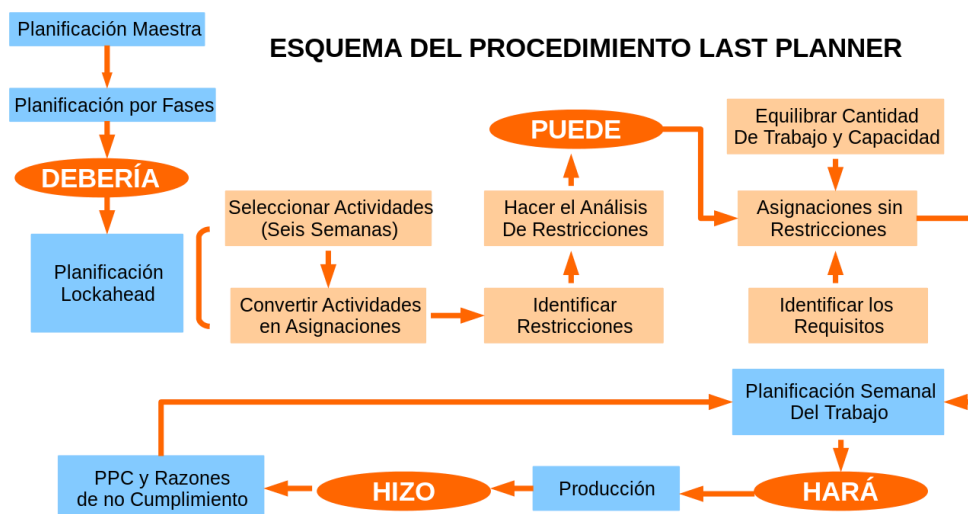 ESQUEMA DEL PROCEDIMIENTO LAST PLANNER
Planificación Maestra
Planificación por Fases
DEBERÍA
Planificación
Lockahead
Seleccionar Actividades
(Seis Semanas)
Convertir Actividades
en Asignaciones
Identificar
Restricciones
Hacer el Análisis
De Restricciones
PUEDE
Equilibrar Cantidad
De Trabajo y Capacidad
Asignaciones sin
Restricciones
Identificar los
Requisitos
Planificación Semanal
Del Trabajo
HARÁ
Producción
HIZO
PPC y Razones
de no Cumplimiento